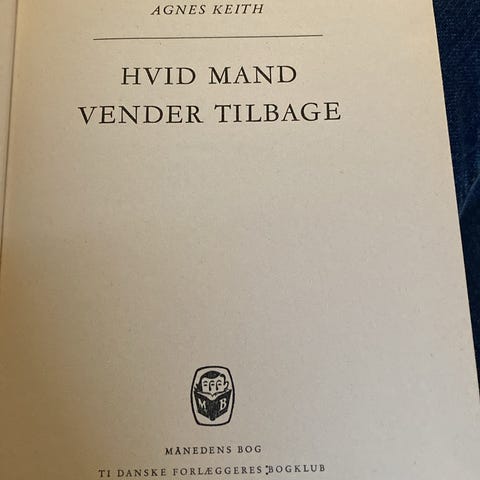 AGNES KEITH
HVID MAND
VENDER TILBAGE
M B
MÅNEDENS BOG
TI DANSKE FORLÆGGERES BOGKLUB